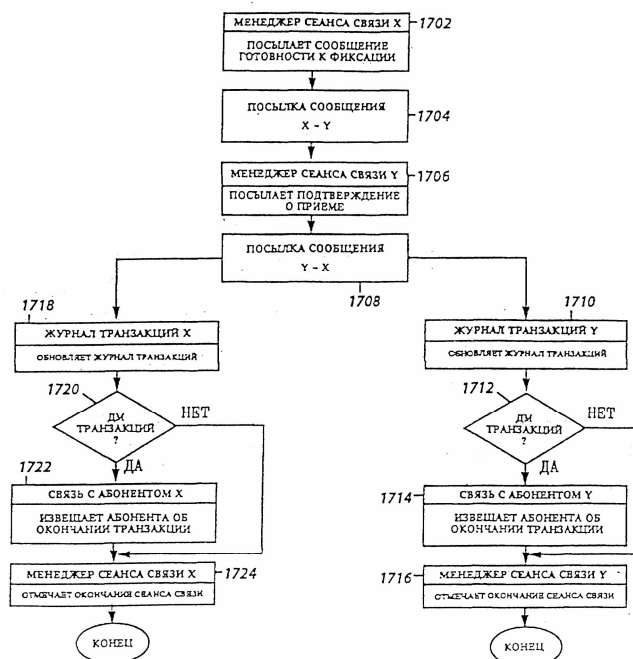 МЕНЕДЖЕР СЕАНСА СВЯЗИ X
1702
ПОСЫЛАЕТ СООБЩЕНИЕ
ГОТОВНОСТИ К ФИКСАЦИИ
ПОСЫЛКА СООБЩЕНИЯ
X - Y
1704
МЕНЕДЖЕР СЕАНСА СВЯЗИ Y
1706
ПОСЫЛАЕТ ПОДТВЕРЖДЕНИЕ
О ПРИЕМЕ
ПОСЫЛКА СООБЩЕНИЯ
Y - X
1708
1718
ЖУРНАЛ ТРАНЗАКЦИЙ X
ОБНОВЛЯЕТ ЖУРНАЛ ТРАНЗАКЦИЙ
1720
ДМ
ТРАНЗАКЦИЙ
?
НЕТ
ДА
1722
СВЯЗЬ С АБОНЕНТОМ X
ИЗВЕЩАЕТ АБОНЕНТА ОБ
ОКОНЧАНИИ ТРАНЗАКЦИИ
МЕНЕДЖЕР СЕАНСА СВЯЗИ X
1724
ОТМЕЧАЕТ ОКОНЧАНИЕ СЕАНСА СВЯЗИ
КОНЕЦ
1710
ЖУРНАЛ ТРАНЗАКЦИЙ Y
ОБНОВЛЯЕТ ЖУРНАЛ ТРАНЗАКЦИЙ
1712
ДМ
ТРАНЗАКЦИЙ
?
НЕТ
ДА
1714
СВЯЗЬ С АБОНЕНТОМ Y
ИЗВЕЩАЕТ АБОНЕНТА ОБ
ОКОНЧАНИИ ТРАНЗАКЦИИ
1716
МЕНЕДЖЕР СЕАНСА СВЯЗИ Y
ОТМЕЧАЕТ ОКОНЧАНИЕ СЕАНСА СВЯЗИ
КОНЕЦ